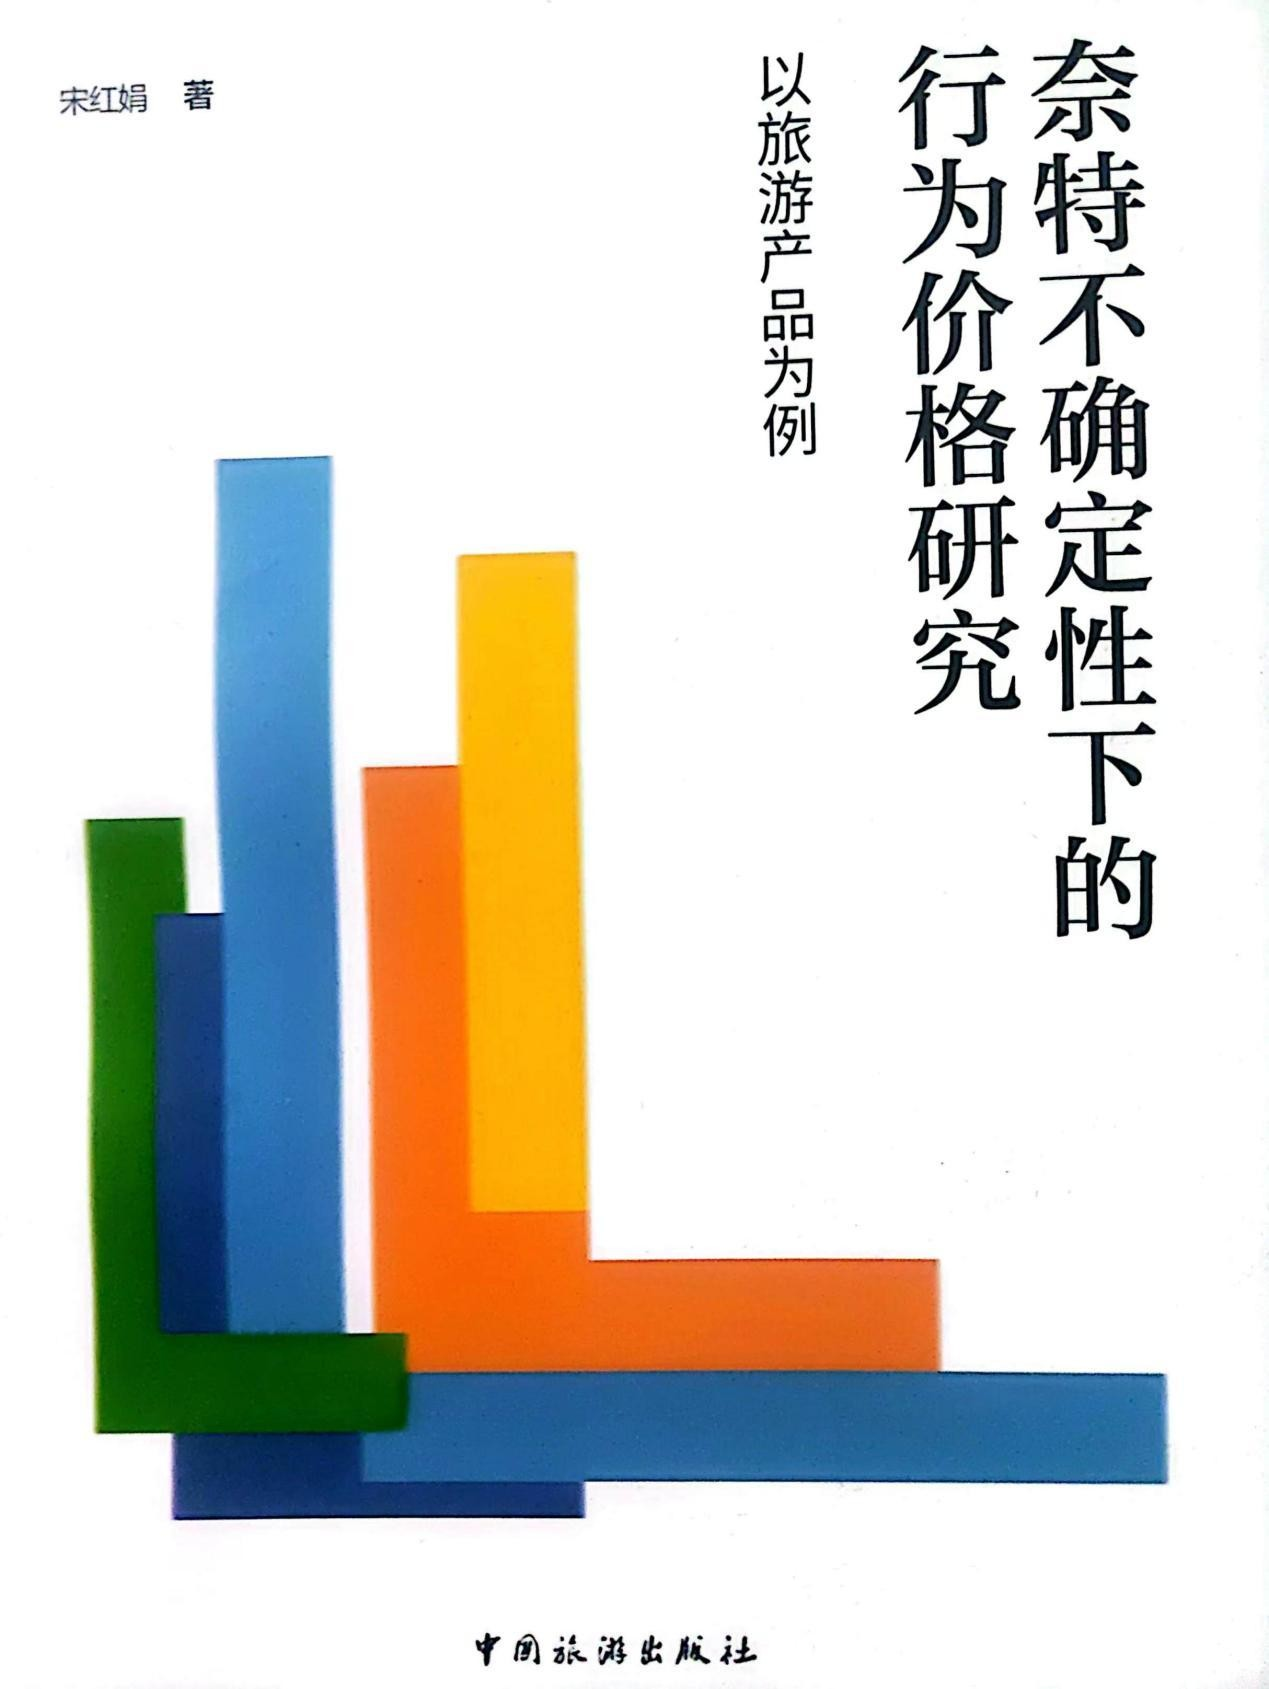 奈特不确定性下的
行为价格研究
以旅游产品为例
宋红娟 著
中国旅游出版社